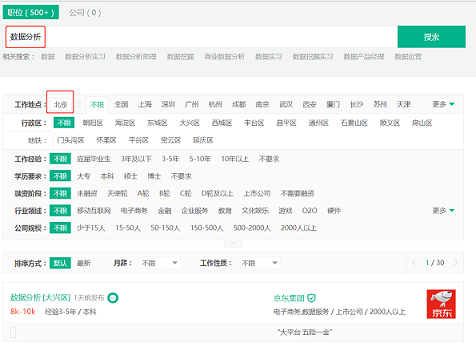 职位（500+） 公司（0）
数据分析 搜索
相关搜索： 数据 数据分析实习 数据分析助理 数据挖掘 商业数据分析 数据实习 数据挖掘实习 数据产品经理 数据运营
工作地点： 北京 不限 全国 上海 深圳 广州 杭州 成都 南京 武汉 西安 厦门 长沙 苏州 天津 更多
行政区： 不限 朝阳区 海淀区 东城区 大兴区 西城区 丰台区 昌平区 通州区 石景山区 顺义区 房山区
地铁： 门头沟区 怀柔区 平谷区 密云区 延庆区
工作经验： 不限 应届毕业生 3年及以下 3-5年 5-10年 10年以上 不要求
学历要求： 不限 大专 本科 硕士 博士 不要求
融资阶段： 不限 未融资 天使轮 A轮 B轮 C轮 D轮及以上 上市公司 不需要融资
行业领域： 不限 移动互联网 电子商务 金融 企业服务 教育 文化娱乐 游戏 O2O 硬件 更多
公司规模： 不限 少于15人 15-50人 50-150人 150-500人 500-2000人 2000人以上
排序方式： 默认 最新 月薪： 不限 工作性质： 不限 1 / 30
数据分析 [大兴区] 1天前发布 京东集团
8k-10k 经验3-5年 / 本科 电子商务,数据服务 / 上市公司 / 2000人以上
京东
“大平台 五险一金”